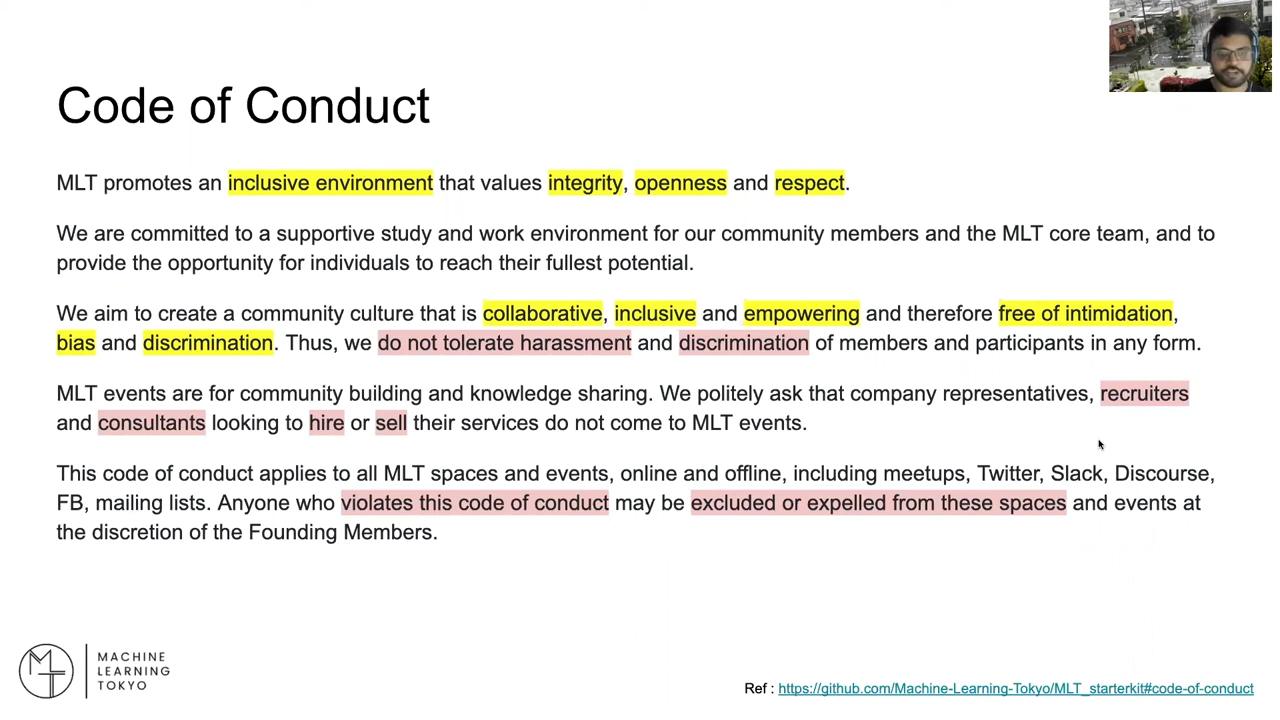 Code of Conduct
MLT promotes an inclusive environment that values integrity, openness and respect.
We are committed to a supportive study and work environment for our community members and the MLT core team, and to
provide the opportunity for individuals to reach their fullest potential.
We aim to create a community culture that is collaborative, inclusive and empowering and therefore free of intimidation,
bias and discrimination. Thus, we do not tolerate harassment and discrimination of members and participants in any form.
MLT events are for community building and knowledge sharing. We politely ask that company representatives, recruiters
and consultants looking to hire or sell their services do not come to MLT events.
This code of conduct applies to all MLT spaces and events, online and offline, including meetups, Twitter, Slack, Discourse,
FB, mailing lists. Anyone who violates this code of conduct may be excluded or expelled from these spaces and events at
the discretion of the Founding Members.
MLT
MACHINE
LEARNING
TOKYO
Ref : https://github.com/Machine-Learning-Tokyo/MLT_starterkit#code-of-conduct